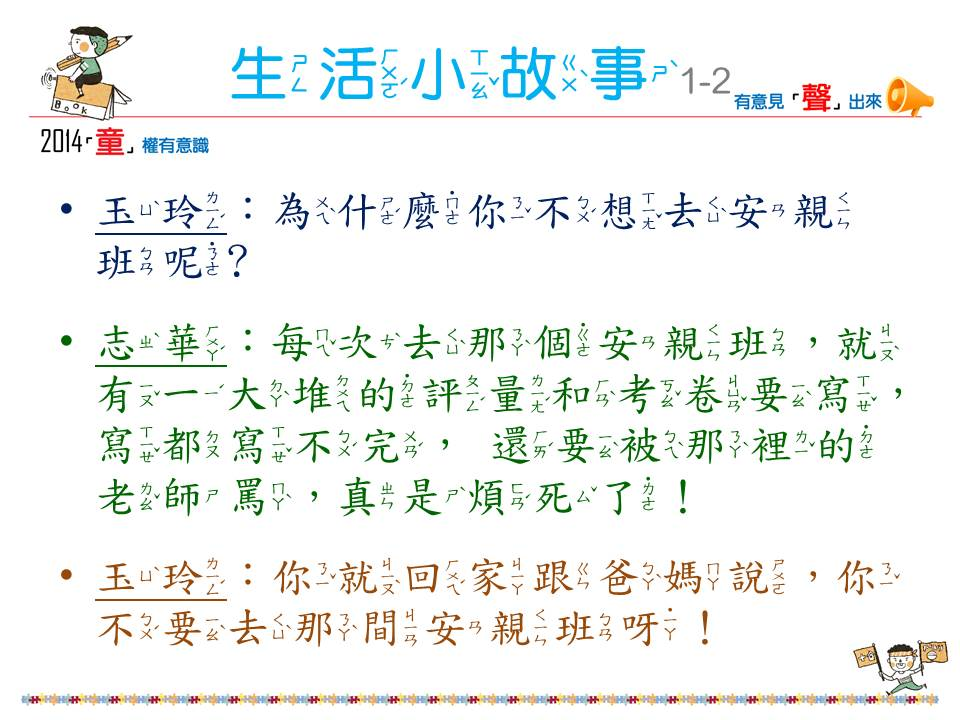 生活小故事1-2
有意見「聲」出來
2014「童」權有意識
• 玉玲：為什麼你不想去安親
班呢？
• 志華：每次去那個安親班，就
有一大堆的評量和考卷要寫，
寫都寫不完， 還要被那裡的
老師罵，真是煩死了！
• 玉玲：你就回家跟爸媽說，你
不要去那間安親班呀！
Book